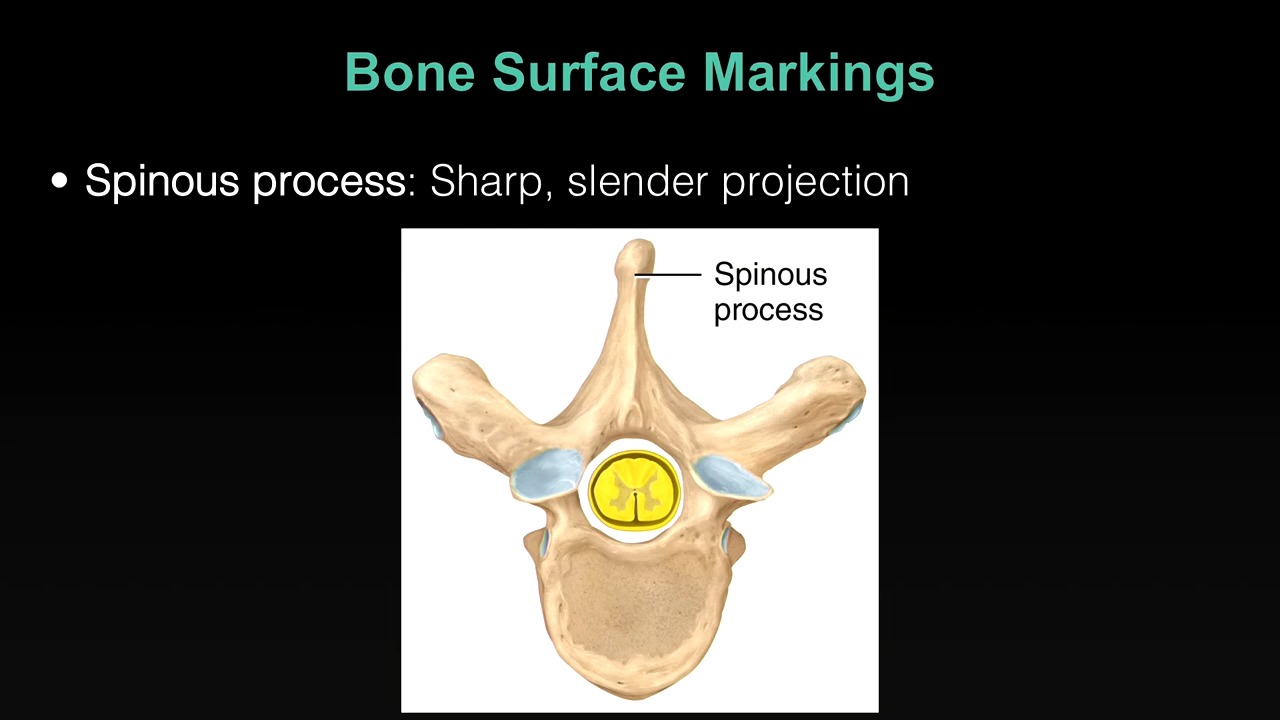 Bone Surface Markings
• Spinous process: Sharp, slender projection
Spinous
process